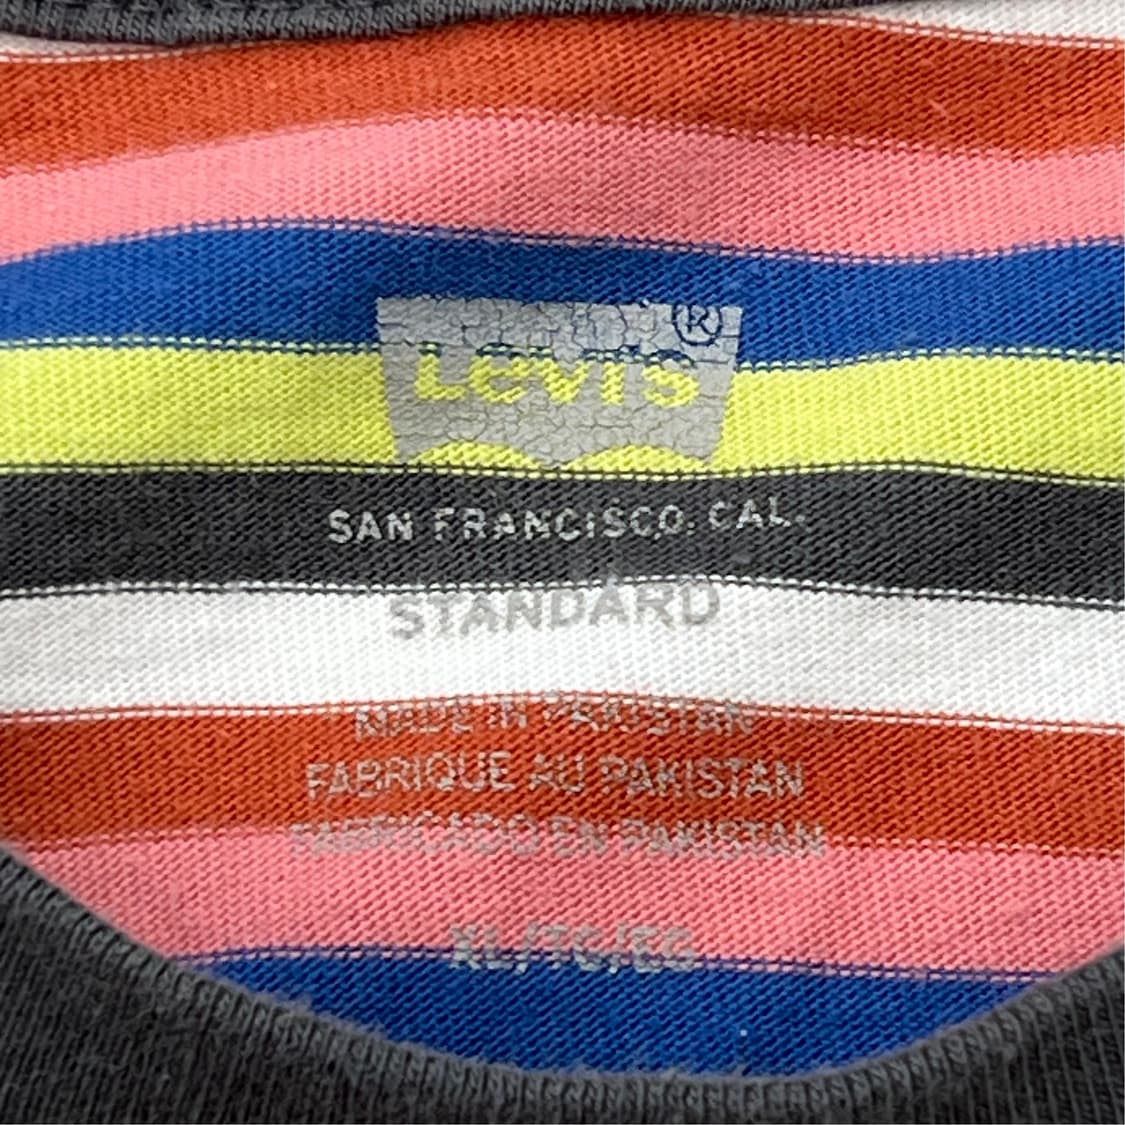 Levi's®
SAN FRANCISCO, CAL.
STANDARD
MADE IN PAKISTAN
FABRIQUE AU PAKISTAN
FABRICADO EN PAKISTAN
XL/TG/EG